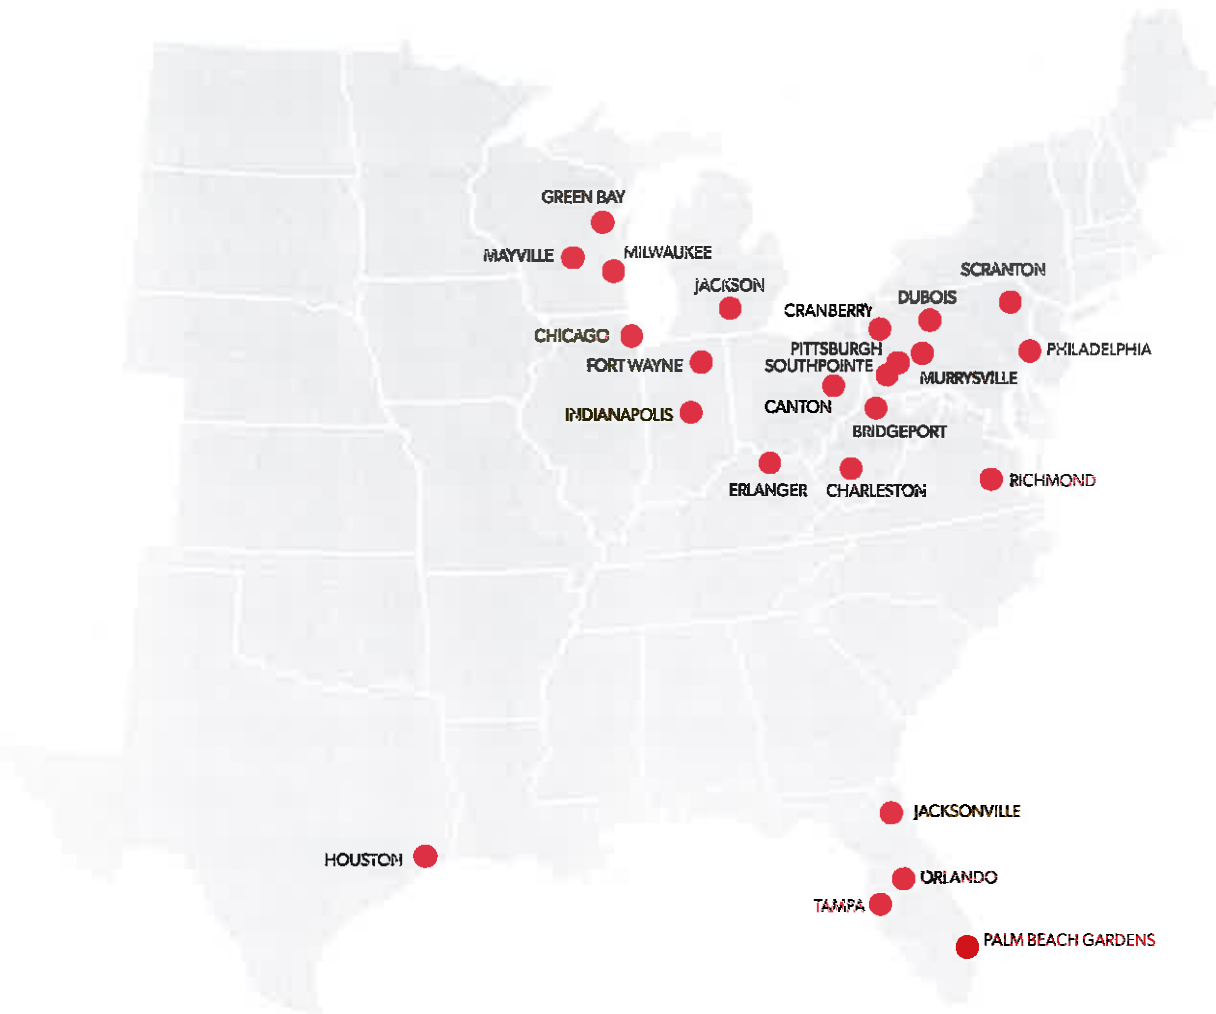 GREEN BAY
MAYVILLE
MILWAUKEE
SCRANTON
JACKSON
DUBOIS
CRANBERRY
CHICAGO
PITTSBURGH
PHILADELPHIA
FORT WAYNE
SOUTHPOINTE
MURRYSVILLE
CANTON
INDIANAPOLIS
BRIDGEPORT
RICHMOND
ERLANGER
CHARLESTON
JACKSONVILLE
HOUSTON
ORLANDO
TAMPA
PALM BEACH GARDENS